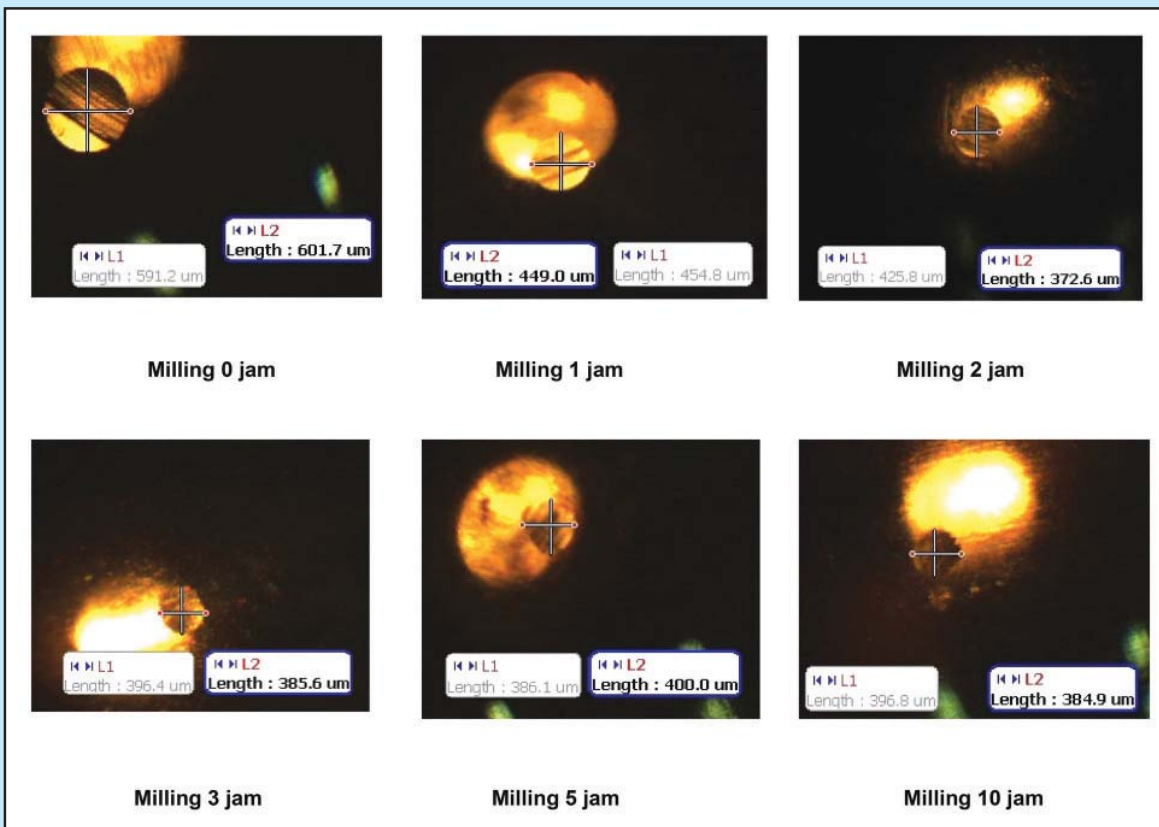 L1
Length : 591.2 um
L2
Length : 601.7 um
L2
Length : 449.0 um
L1
Length : 454.8 um
L1
Length : 425.8 um
L2
Length : 372.6 um
Milling 0 jam
Milling 1 jam
Milling 2 jam
L1
Length : 396.4 um
L2
Length : 385.6 um
L1
Length : 386.1 um
L2
Length : 400.0 um
L1
Length : 396.8 um
L2
Length : 384.9 um
Milling 3 jam
Milling 5 jam
Milling 10 jam